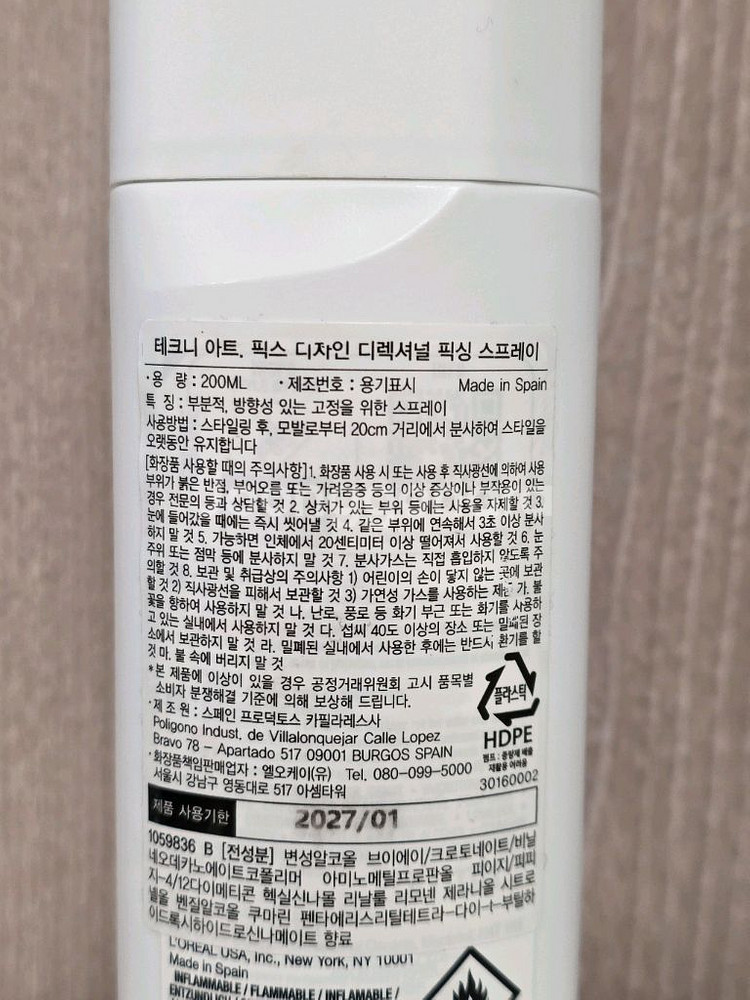 테크니 아트. 픽스 디자인 디렉셔널 픽싱 스프레이
·용 량 : 200ML ·제조번호 : 용기표시 Made in Spain
특 징 : 부분적, 방향성 있는 고정을 위한 스프레이
사용방법 : 스타일링 후, 모발로부터 20cm 거리에서 분사하여 스타일을
오랫동안 유지합니다
[화장품 사용할 때의 주의사항]1. 화장품 사용 시 또는 사용 후 직사광선에 의하여 사용
부위가 붉은 반점, 부어오름 또는 가려움증 등의 이상 증상이나 부작용이 있는
경우 전문의 등과 상담할 것 2. 상처가 있는 부위 등에는 사용을 자제할 것 3.
눈에 들어갔을 때에는 즉시 씻어낼 것 4. 같은 부위에 연속해서 3초 이상 분사
하지 말 것 5. 가능하면 인체에서 20센티미터 이상 떨어져서 사용할 것 6. 눈
주위 또는 점막 등에 분사하지 말 것 7. 분사가스는 직접 흡입하지 않도록 주
의할 것 8. 보관 및 취급상의 주의사항 1) 어린이의 손이 닿지 않는 곳에 보관
할 것 2) 직사광선을 피해서 보관할 것 3) 가연성 가스를 사용하는 제품 가. 불
꽃을 향하여 사용하지 말 것 나. 난로, 풍로 등 화기 부근 또는 화기를 사용하
고 있는 실내에서 사용하지 말 것 다. 섭씨 40도 이상의 장소 또는 밀폐된 장
소에서 보관하지 말 것 라. 밀폐된 실내에서 사용한 후에는 반드시 환기를 할
것 마. 불 속에 버리지 말 것
*본 제품에 이상이 있을 경우 공정거래위원회 고시 품목별
소비자 분쟁해결 기준에 의해 보상해 드립니다.
·제 조 원 : 스페인 프로덕토스 카필라레스사
Poligono Indust. de Villalonquejar Calle Lopez
Bravo 78 – Apartado 517 09001 BURGOS SPAIN
·화장품책임판매업자 : 엘오케이(유) Tel. 080-099-5000
서울시 강남구 영동대로 517 아셈타워
플라스틱
HDPE
펌프 : 종량제 배출
재활용 어려움
30160002
제품 사용기한 2027/01
1059836 B [전성분] 변성알코올 브이에이/크로토네이트/비닐
네오데카노에이트코폴리머 아미노메틸프로판올 피이지/피피
지-4/12다이메티콘 헥실신나몰 리날룰 리모넨 제라니올 시트로
넬올 벤질알코올 쿠마린 펜타에리스리틸테트라-다이-t-부틸하
이드록시하이드로신나메이트 향료
L'OREAL USA, Inc., New York, NY 10001
Made in Spain
INFLAMMABLE / FLAMMABLE / INFLAMABLE /